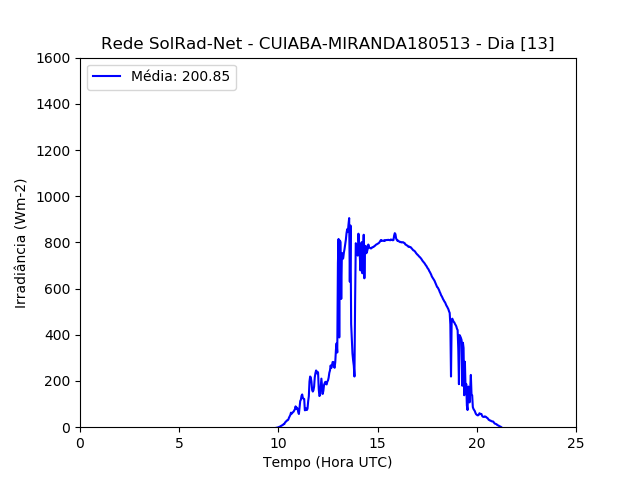 Rede SolRad-Net - CUIABA-MIRANDA180513 - Dia [13]
Média: 200.85
1600
1400
1200
1000
800
600
400
200
0
Irradiância (Wm-2)
0 5 10 15 20 25
Tempo (Hora UTC)